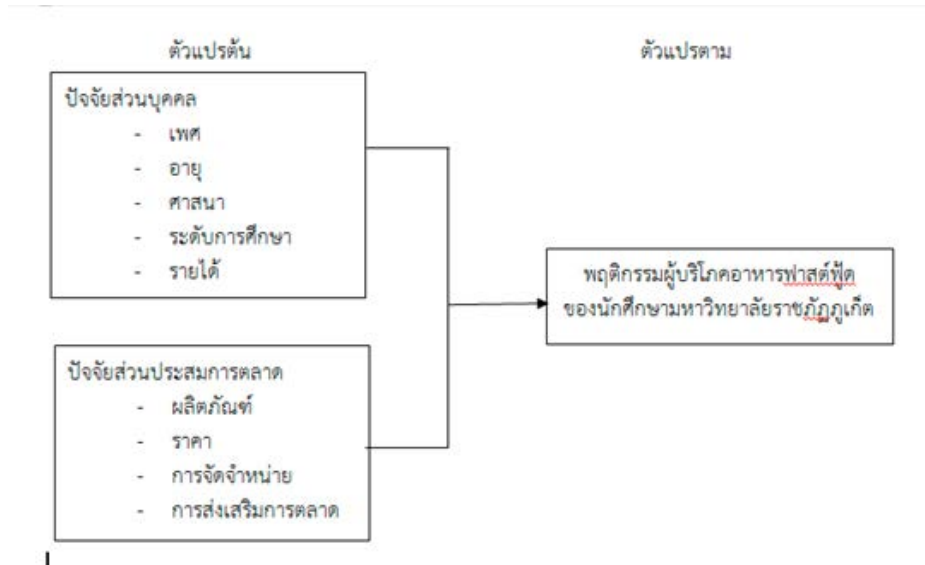 ตัวแปรต้น
ตัวแปรตาม
ปัจจัยส่วนบุคคล
- เพศ
- อายุ
- ศาสนา
- ระดับการศึกษา
- รายได้
พฤติกรรมผู้บริโภคอาหารฟาสต์ฟู้ด
ของนักศึกษามหาวิทยาลัยราชภัฏภูเก็ต
ปัจจัยส่วนประสมการตลาด
- ผลิตภัณฑ์
- ราคา
- การจัดจำหน่าย
- การส่งเสริมการตลาด